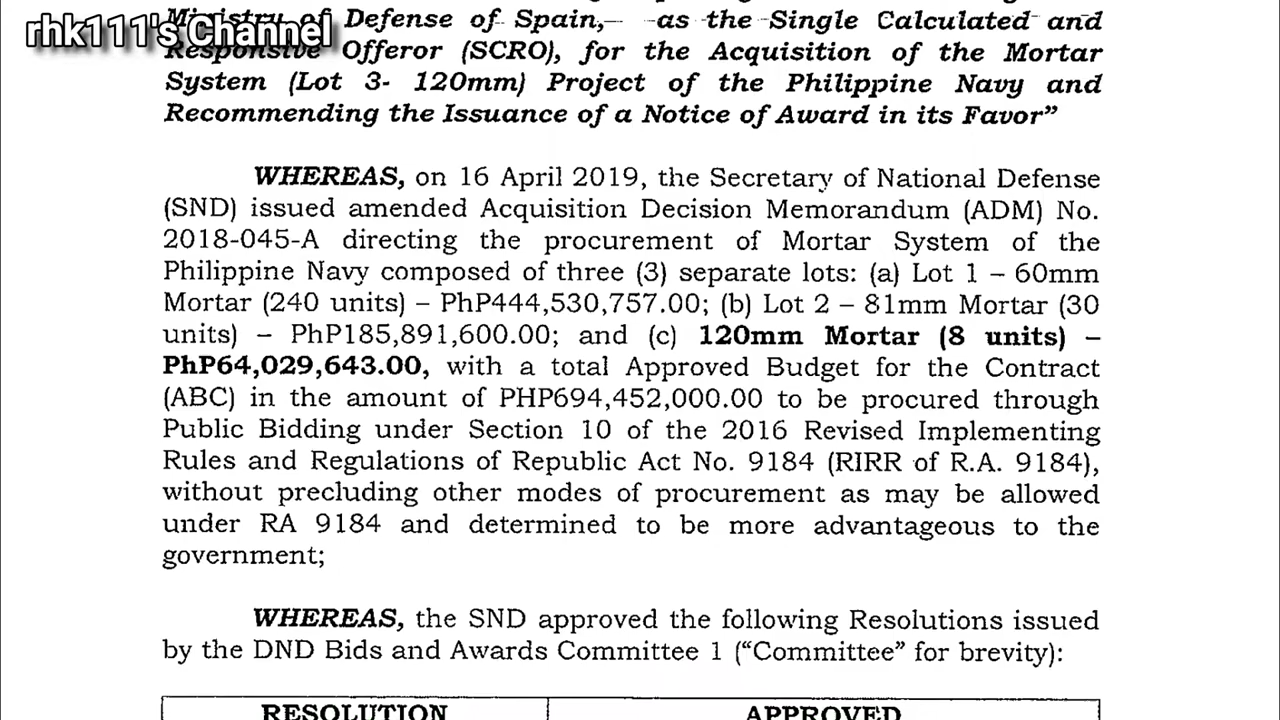 rhk111's Channel
Ministry of Defense of Spain, as the Single Calculated and
Responsive Offeror (SCRO), for the Acquisition of the Mortar
System (Lot 3- 120mm) Project of the Philippine Navy and
Recommending the Issuance of a Notice of Award in its Favor”
WHEREAS, on 16 April 2019, the Secretary of National Defense
(SND) issued amended Acquisition Decision Memorandum (ADM) No.
2018-045-A directing the procurement of Mortar System of the
Philippine Navy composed of three (3) separate lots: (a) Lot 1 – 60mm
Mortar (240 units) – PhP444,530,757.00; (b) Lot 2 – 81mm Mortar (30
units) – PhP185,891,600.00; and (c) 120mm Mortar (8 units) –
PhP64,029,643.00, with a total Approved Budget for the Contract
(ABC) in the amount of PHP694,452,000.00 to be procured through
Public Bidding under Section 10 of the 2016 Revised Implementing
Rules and Regulations of Republic Act No. 9184 (RIRR of R.A. 9184),
without precluding other modes of procurement as may be allowed
under RA 9184 and determined to be more advantageous to the
government;
WHEREAS, the SND approved the following Resolutions issued
by the DND Bids and Awards Committee 1 (“Committee” for brevity):
RESOLUTION APPROVED